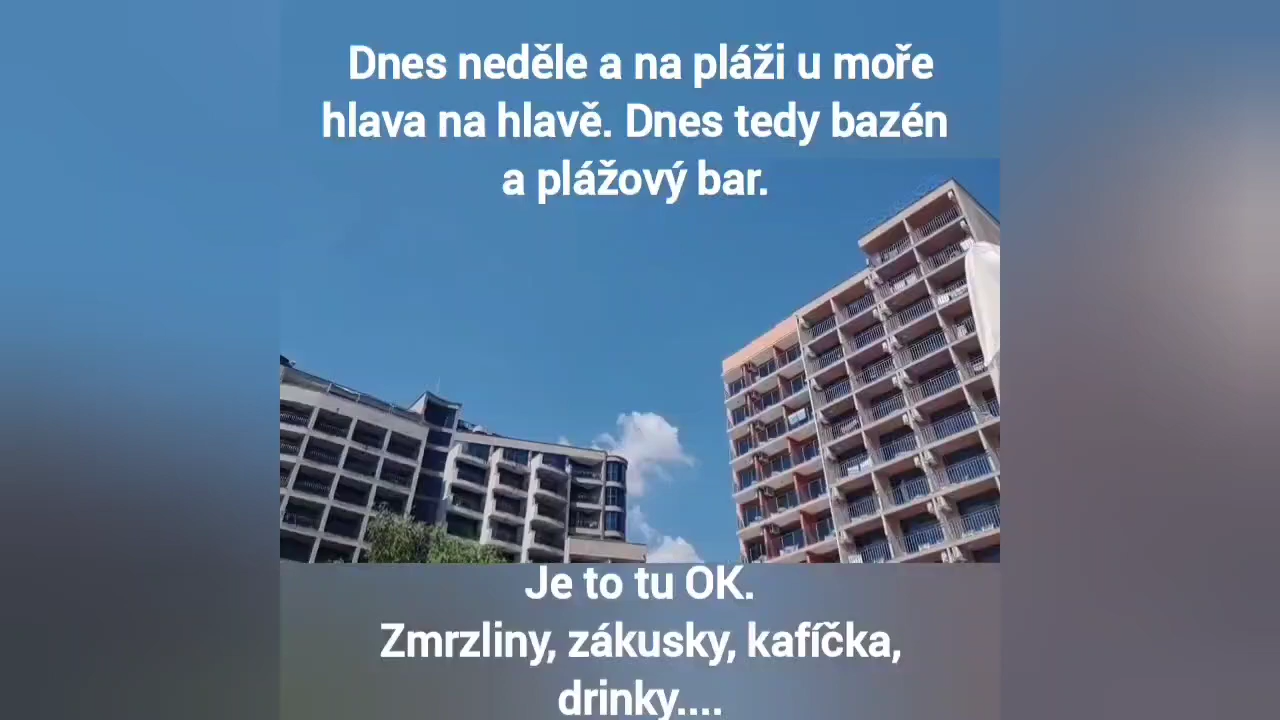 Dnes neděle a na pláži u moře
hlava na hlavě. Dnes tedy bazén
a plážový bar.
Je to tu OK.
Zmrzliny, zákusky, kafíčka,
drinky....